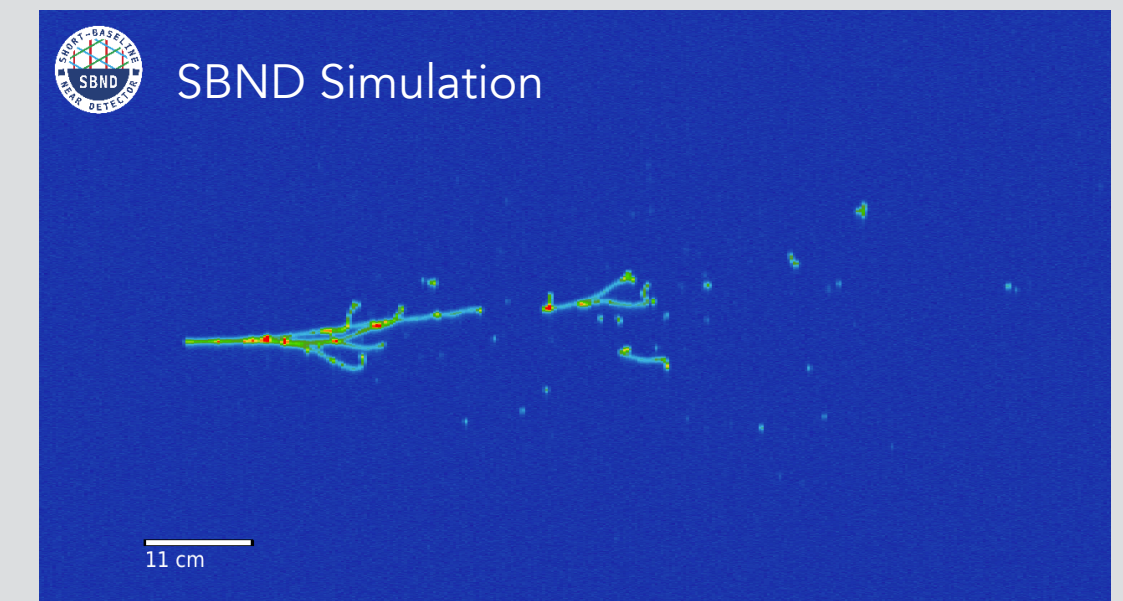 SHORT-BASELINE
SBND
NEAR DETECTOR
SBND Simulation
11 cm